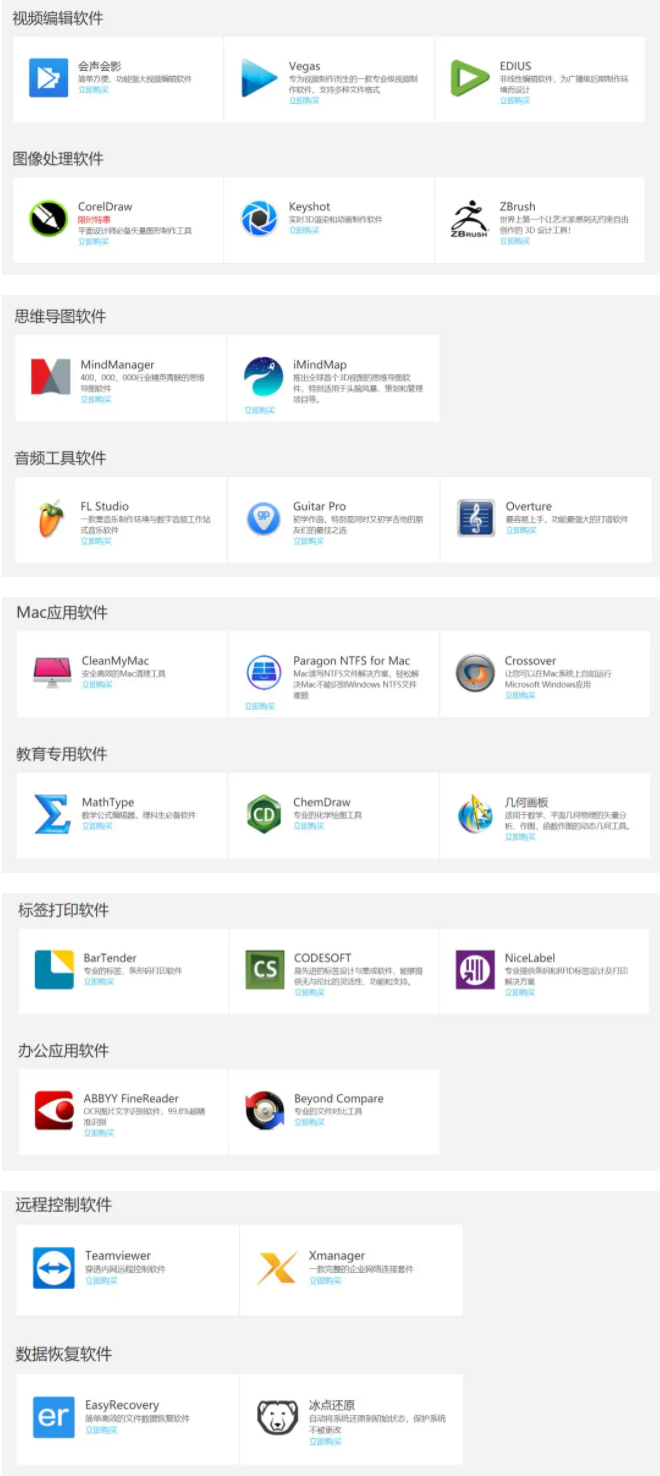 视频编辑软件
会声会影
简单方便、功能强大视频编辑软件
立即购买
Vegas
专为视频制作而生的一款专业级视频制
作软件，支持多种文件格式
立即购买
EDIUS
非线性编辑软件，为广播级后期制作环
境而设计
立即购买
图像处理软件
CorelDraw
限时特惠
平面设计师必备矢量图形制作工具
立即购买
Keyshot
实时3D渲染和动画制作软件
立即购买
ZBRUSH
ZBrush
世界上第一个让艺术家感到无约束自由
创作的 3D 设计工具！
立即购买
思维导图软件
MindManager
400，000，000行业精英青睐的思维
导图软件
立即购买
iMindMap
推出全球首个3D视图的思维导图软
件，特别适用于头脑风暴、策划和管理
项目等。
立即购买
音频工具软件
FL Studio
一款集音乐制作环境与数字音频工作站
式音乐软件
立即购买
gp
Guitar Pro
初学作曲，特别是同时又初学吉他的朋
友们的最佳之选
立即购买
Overture
最容易上手，功能最强大的打谱软件
立即购买
Mac应用软件
CleanMyMac
安全高效的Mac清理工具
立即购买
Paragon NTFS for Mac
Mac读写NTFS文件解决方案，轻松解
决Mac不能识别Windows NTFS文件
难题
立即购买
Crossover
让您可以在Mac系统上自如运行
Microsoft Windows应用
立即购买
教育专用软件
MathType
数学公式编辑器，理科生必备软件
立即购买
CD
ChemDraw
专业的化学绘图工具
立即购买
几何画板
适用于数学、平面几何物理的矢量分
析、作图，函数作图的动态几何工具。
立即购买
标签打印软件
BarTender
专业的标签、条形码打印软件
立即购买
CS
CODESOFT
是先进的标签设计与集成软件，能够提
供无与伦比的灵活性、功能和支持。
立即购买
NiceLabel
专业提供条码和RFID标签设计及打印
解决方案
立即购买
办公应用软件
ABBYY FineReader
OCR图片文字识别软件，99.8%超精
准识别
立即购买
Beyond Compare
专业的文件对比工具
立即购买
远程控制软件
Teamviewer
穿透内网远程控制软件
立即购买
Xmanager
一款完整的企业网络连接套件
立即购买
数据恢复软件
er
EasyRecovery
简单高效的文件数据恢复软件
立即购买
冰点还原
自动将系统还原到初始状态，保护系统
不被更改
立即购买